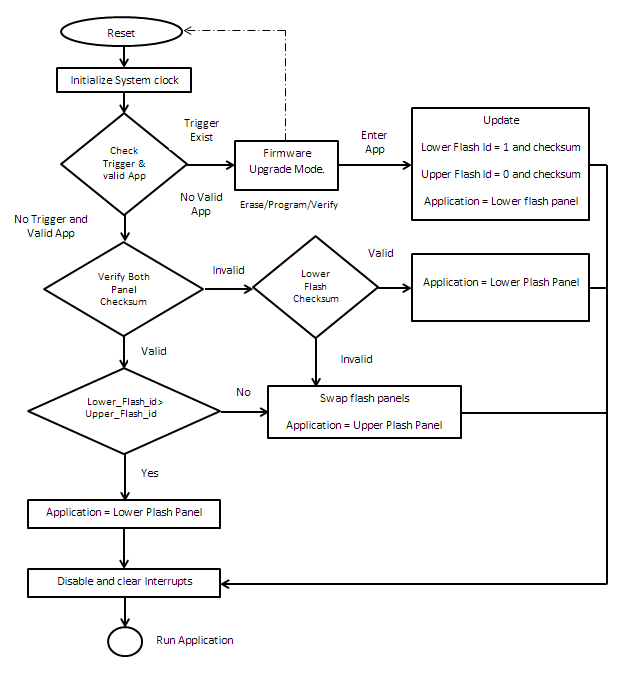 Reset
Initialize System clock
Check
Trigger &
valid App
Trigger
Exist
No Valid
App
Firmware
Upgrade Mode.
Erase/Program/Verify
Enter
App
Update
Lower Flash Id = 1 and checksum
Upper Flash Id = 0 and checksum
Application = Lower flash panel
No Trigger and
Valid App
Verify Both
Panel
Checksum
Invalid
Lower
Flash
Checksum
Valid
Application = Lower Plash Panel
Valid
Invalid
Lower_Flash_id>
Upper_Flash_id
No
Swap flash panels
Application = Upper Plash Panel
Yes
Application = Lower Plash Panel
Disable and clear Interrupts
Run Application